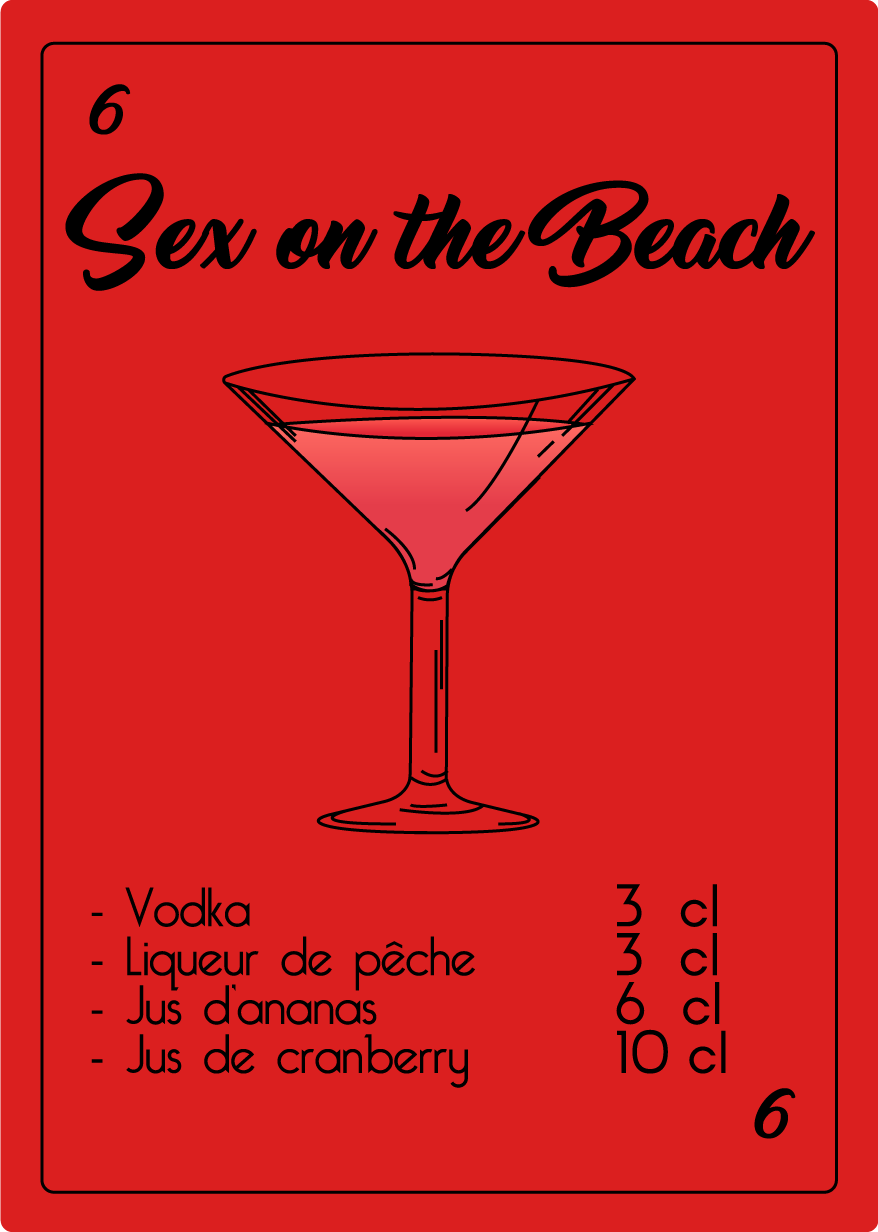 6
Sex on the Beach
- Vodka 3 cl
- Liqueur de pêche 3 cl
- Jus d'ananas 6 cl
- Jus de cranberry 10 cl
6